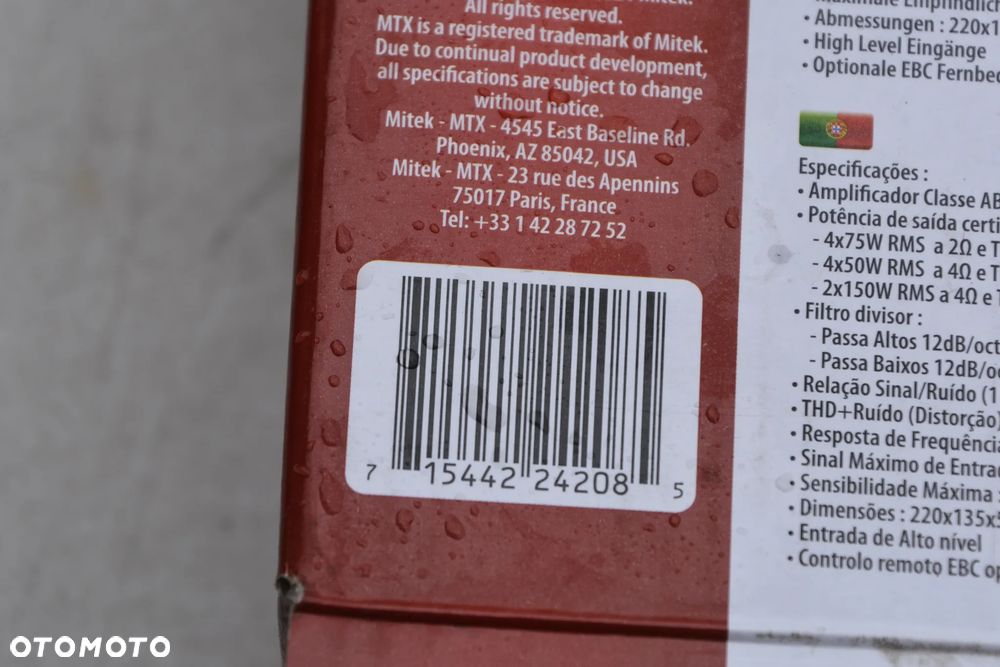 Mitek.
All rights reserved.
MTX is a registered trademark of Mitek.
Due to continual product development,
all specifications are subject to change
without notice.
Mitek - MTX - 4545 East Baseline Rd.
Phoenix, AZ 85042, USA
Mitek - MTX - 23 rue des Apennins
75017 Paris, France
Tel: +33 1 42 28 72 52
7 15442 24208 5
• Abmessungen : 220x1
• High Level Eingänge
• Optionale EBC Fernbe
Especificações :
• Amplificador Classe AB
• Potência de saída certi
- 4x75W RMS a 2Ω e T
- 4x50W RMS a 4Ω e T
- 2x150W RMS a 4Ω e T
• Filtro divisor :
- Passa Altos 12dB/oct
- Passa Baixos 12dB/oc
• Relação Sinal/Ruído (1
• THD+Ruído (Distorção)
• Resposta de Frequência
• Sinal Máximo de Entra
• Sensibilidade Máxima
• Dimensões : 220x135x5
• Entrada de Alto nível
• Controlo remoto EBC op
OTOMOTO